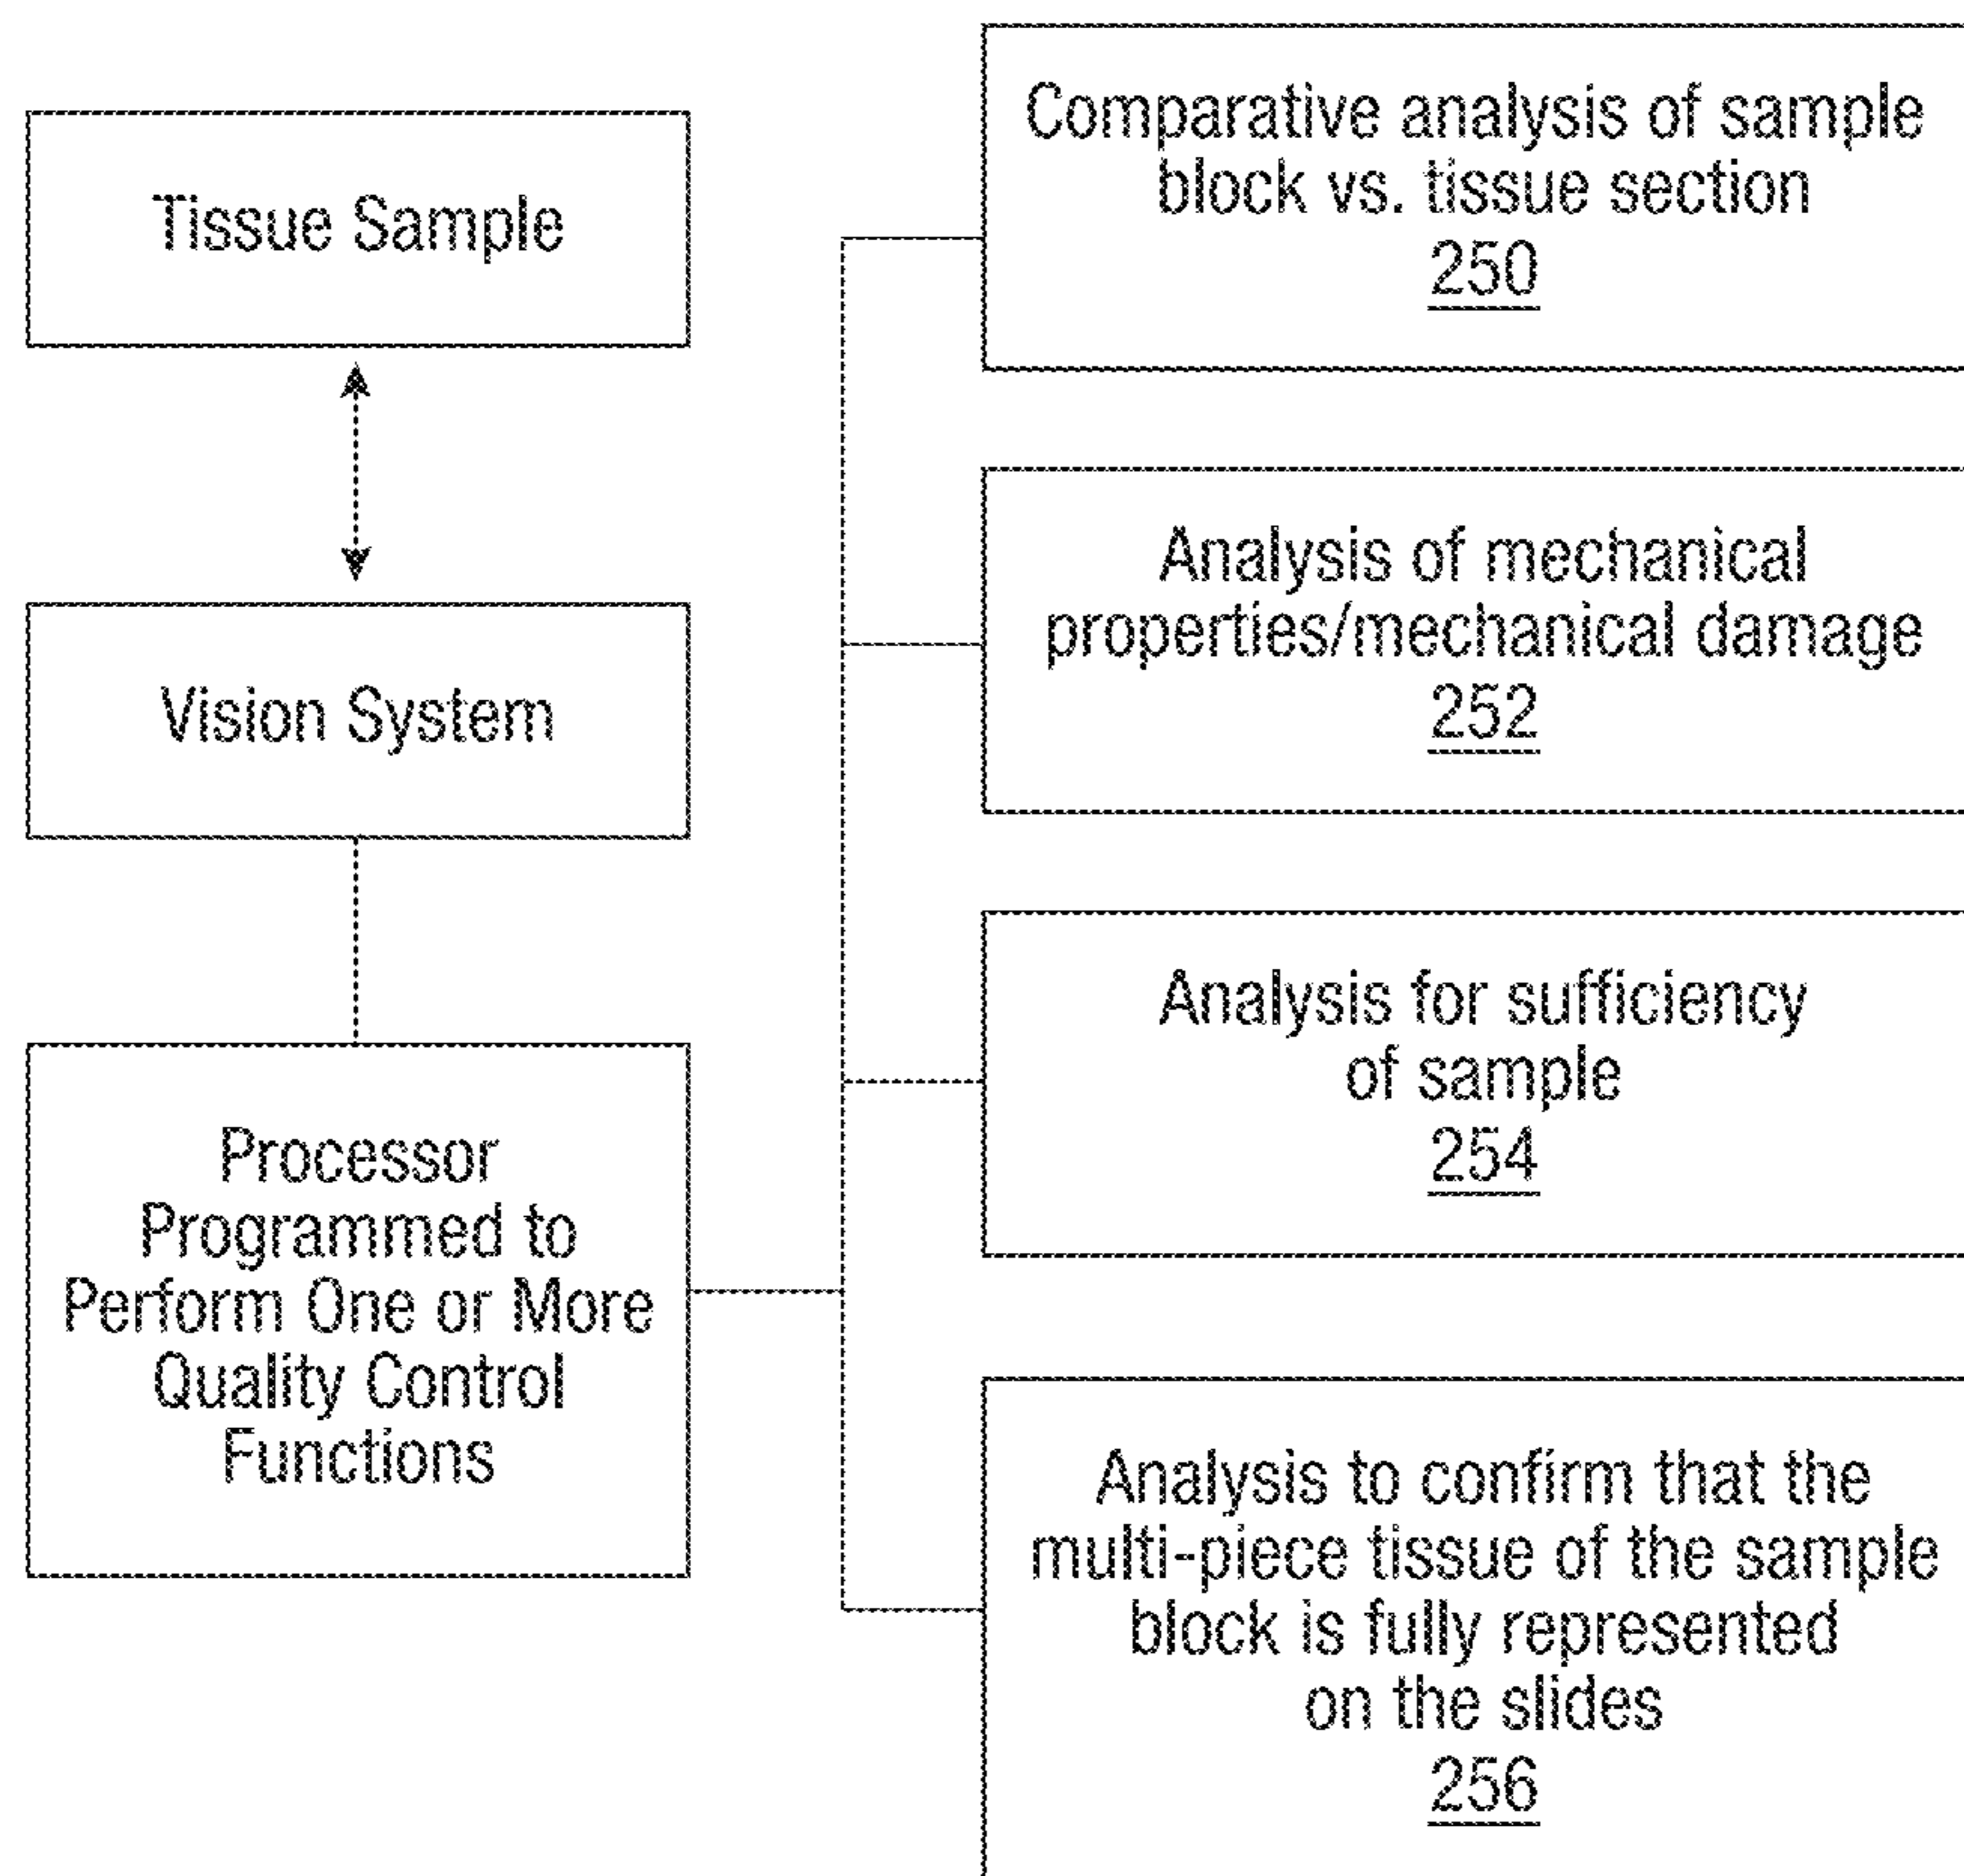 Tissue Sample
Vision System
Processor
Programmed to
Perform One or More
Quality Control
Functions
Comparative analysis of sample
block vs. tissue section
250
Analysis of mechanical
properties/mechanical damage
252
Analysis for sufficiency
of sample
254
Analysis to confirm that the
multi-piece tissue of the sample
block is fully represented
on the slides
256